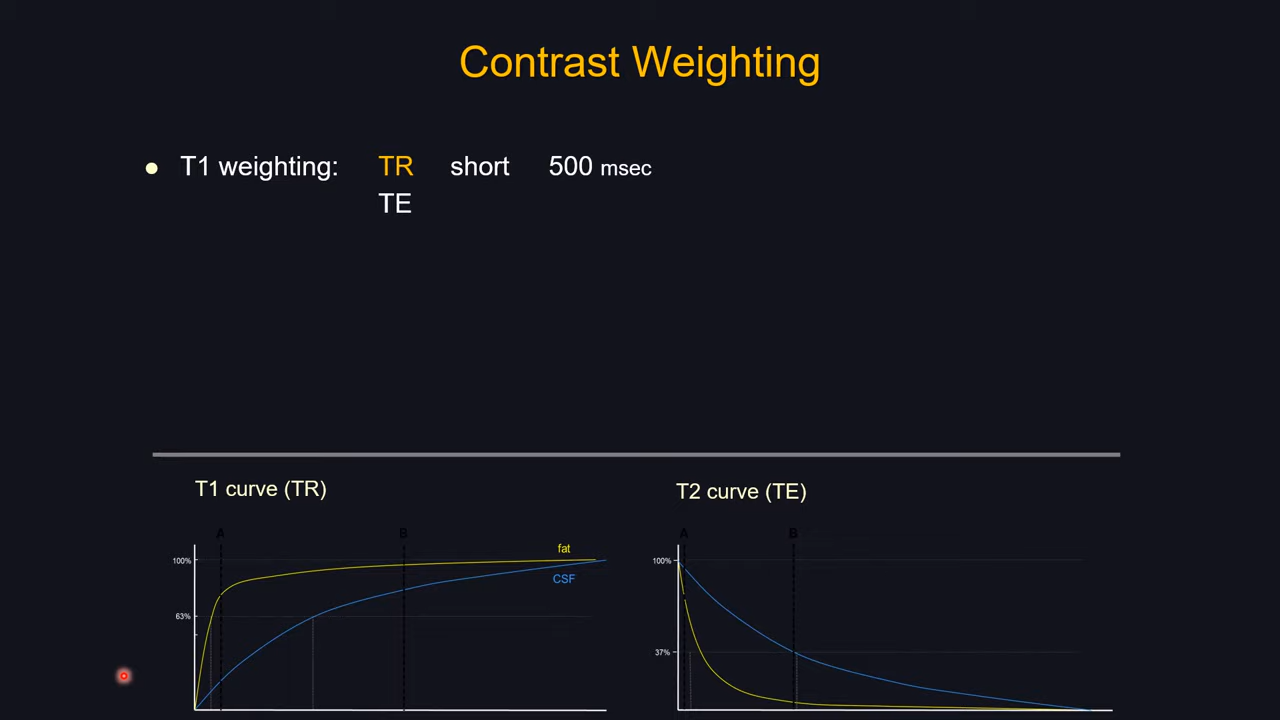 Contrast Weighting
● T1 weighting: TR short 500 msec
TE
T1 curve (TR)
T2 curve (TE)
A B
100%
fat
CSF
63%
A B
100%
37%